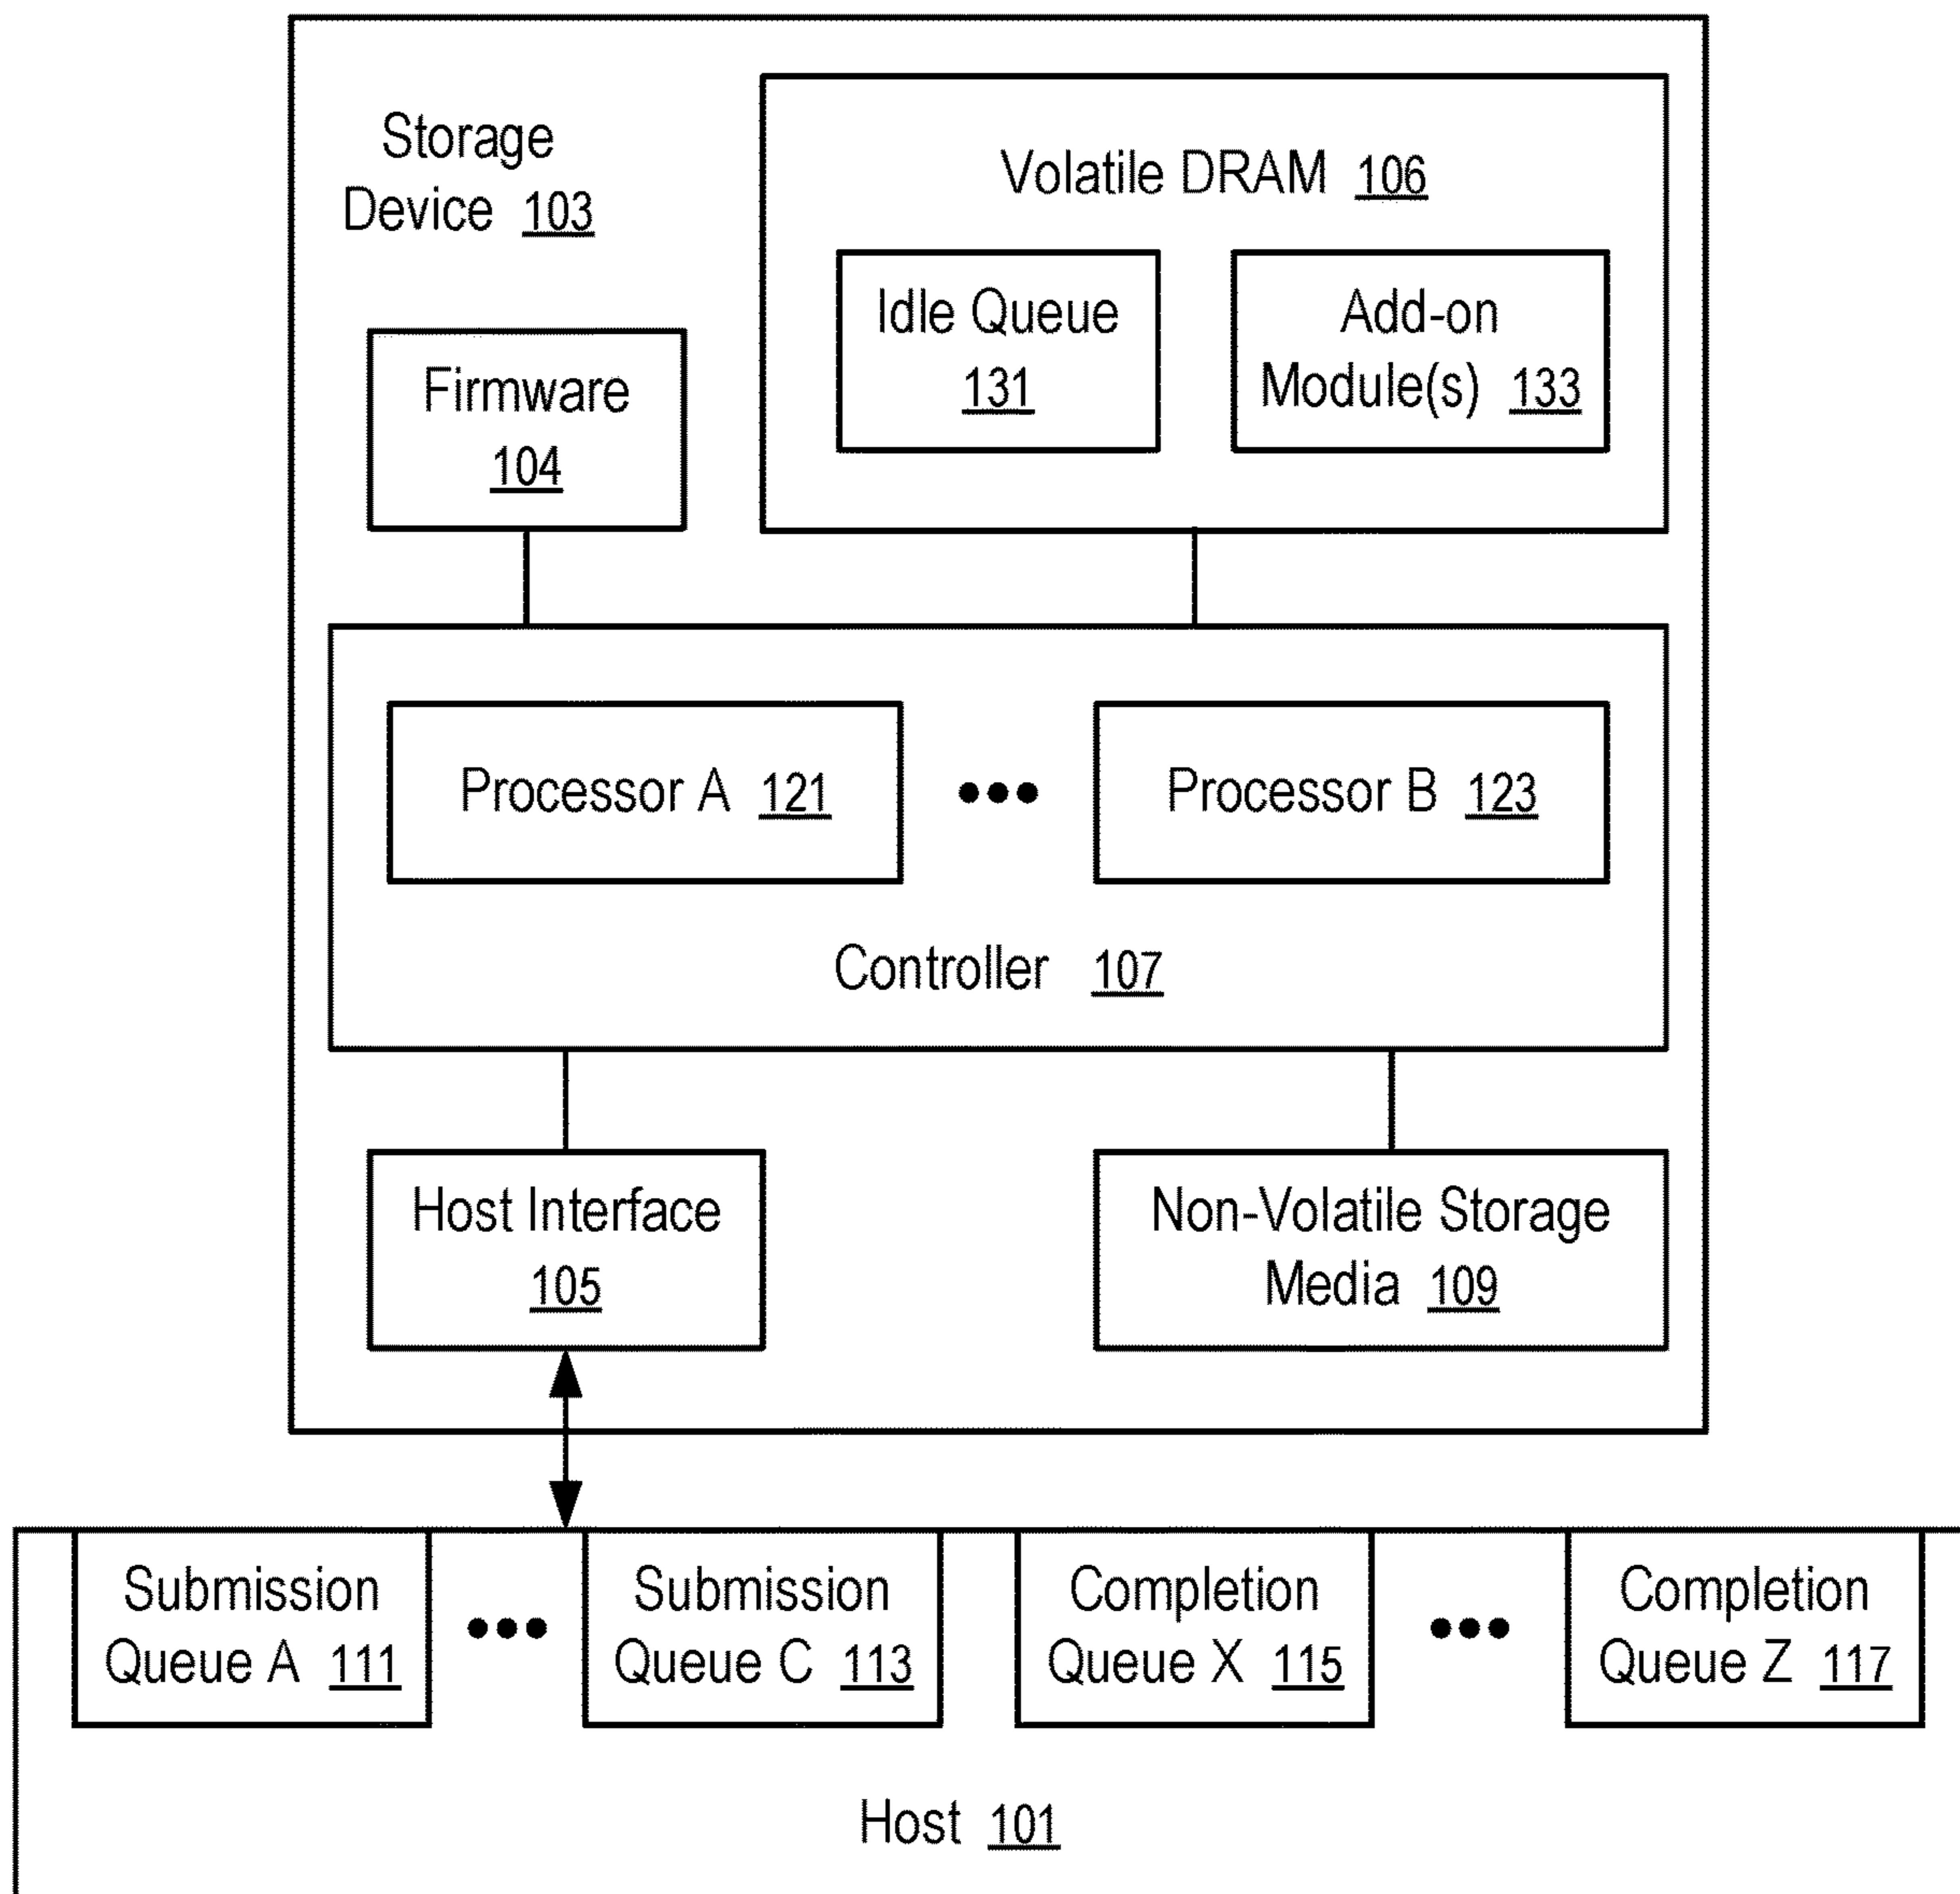 Storage
Device 103
Volatile DRAM 106
Idle Queue
131
Add-on
Module(s) 133
Firmware
104
Processor A 121
Processor B 123
Controller 107
Host Interface
105
Non-Volatile Storage
Media 109
Submission
Queue A 111
Submission
Queue C 113
Completion
Queue X 115
Completion
Queue Z 117
Host 101